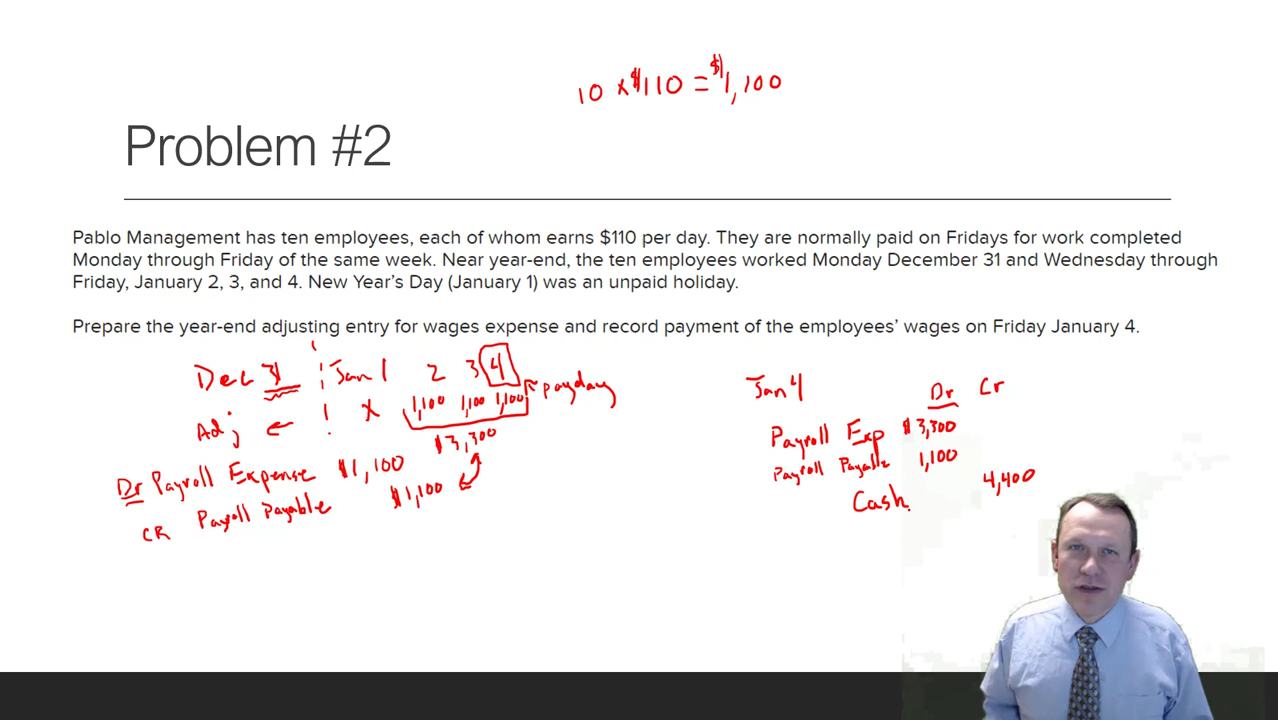 10 x $110 = $1,100
Problem #2
Pablo Management has ten employees, each of whom earns $110 per day. They are normally paid on Fridays for work completed
Monday through Friday of the same week. Near year-end, the ten employees worked Monday December 31 and Wednesday through
Friday, January 2, 3, and 4. New Year’s Day (January 1) was an unpaid holiday.
Prepare the year-end adjusting entry for wages expense and record payment of the employees’ wages on Friday January 4.
Dec 31 Jan 1 2 3 4
payday
Adj x 1,100 1,100 1,100
$3,300
Dr Payroll Expense $1,100
CR Payroll Payable $1,100
Jan 4 Dr Cr
Payroll Exp $3,300
Payroll Payable 1,100
Cash 4,400